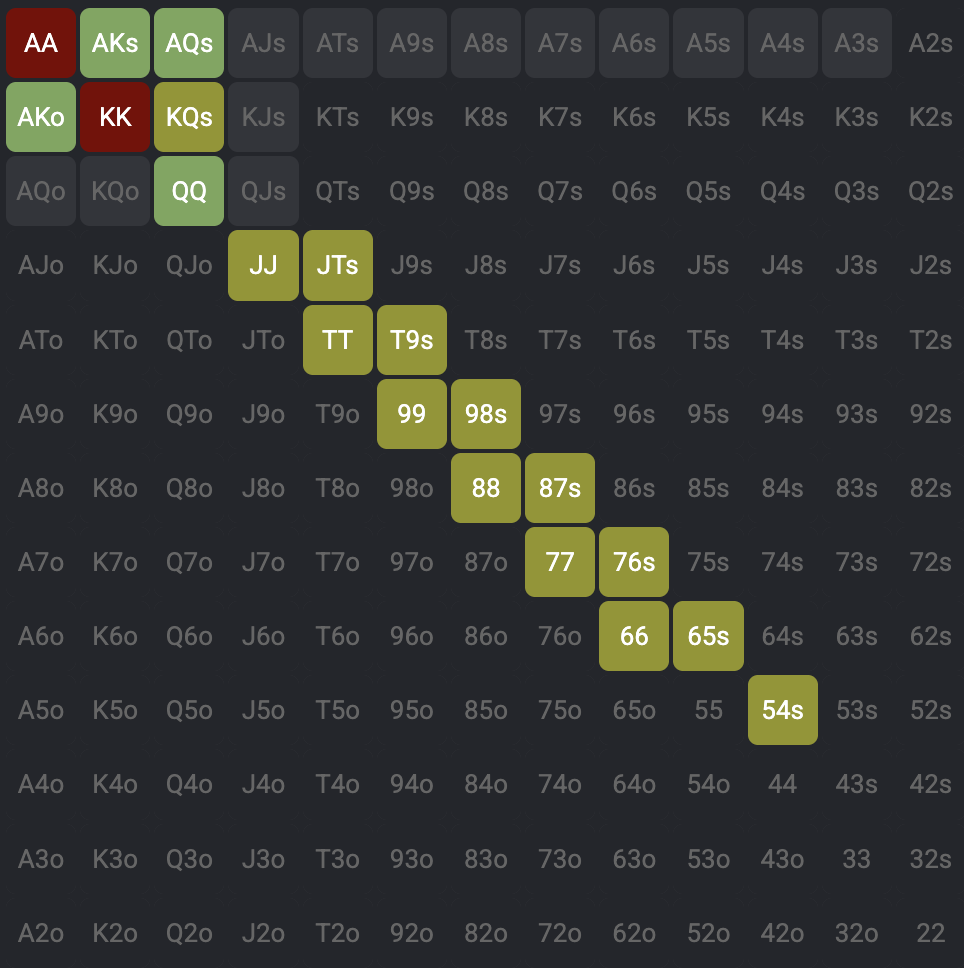 AA AKs AQs AJs ATs A9s A8s A7s A6s A5s A4s A3s A2s
AKo KK KQs KJs KTs K9s K8s K7s K6s K5s K4s K3s K2s
AQo KQo QQ QJs QTs Q9s Q8s Q7s Q6s Q5s Q4s Q3s Q2s
AJo KJo QJo JJ JTs J9s J8s J7s J6s J5s J4s J3s J2s
ATo KTo QTo JTo TT T9s T8s T7s T6s T5s T4s T3s T2s
A9o K9o Q9o J9o T9o 99 98s 97s 96s 95s 94s 93s 92s
A8o K8o Q8o J8o T8o 98o 88 87s 86s 85s 84s 83s 82s
A7o K7o Q7o J7o T7o 97o 87o 77 76s 75s 74s 73s 72s
A6o K6o Q6o J6o T6o 96o 86o 76o 66 65s 64s 63s 62s
A5o K5o Q5o J5o T5o 95o 85o 75o 65o 55 54s 53s 52s
A4o K4o Q4o J4o T4o 94o 84o 74o 64o 54o 44 43s 42s
A3o K3o Q3o J3o T3o 93o 83o 73o 63o 53o 43o 33 32s
A2o K2o Q2o J2o T2o 92o 82o 72o 62o 52o 42o 32o 22